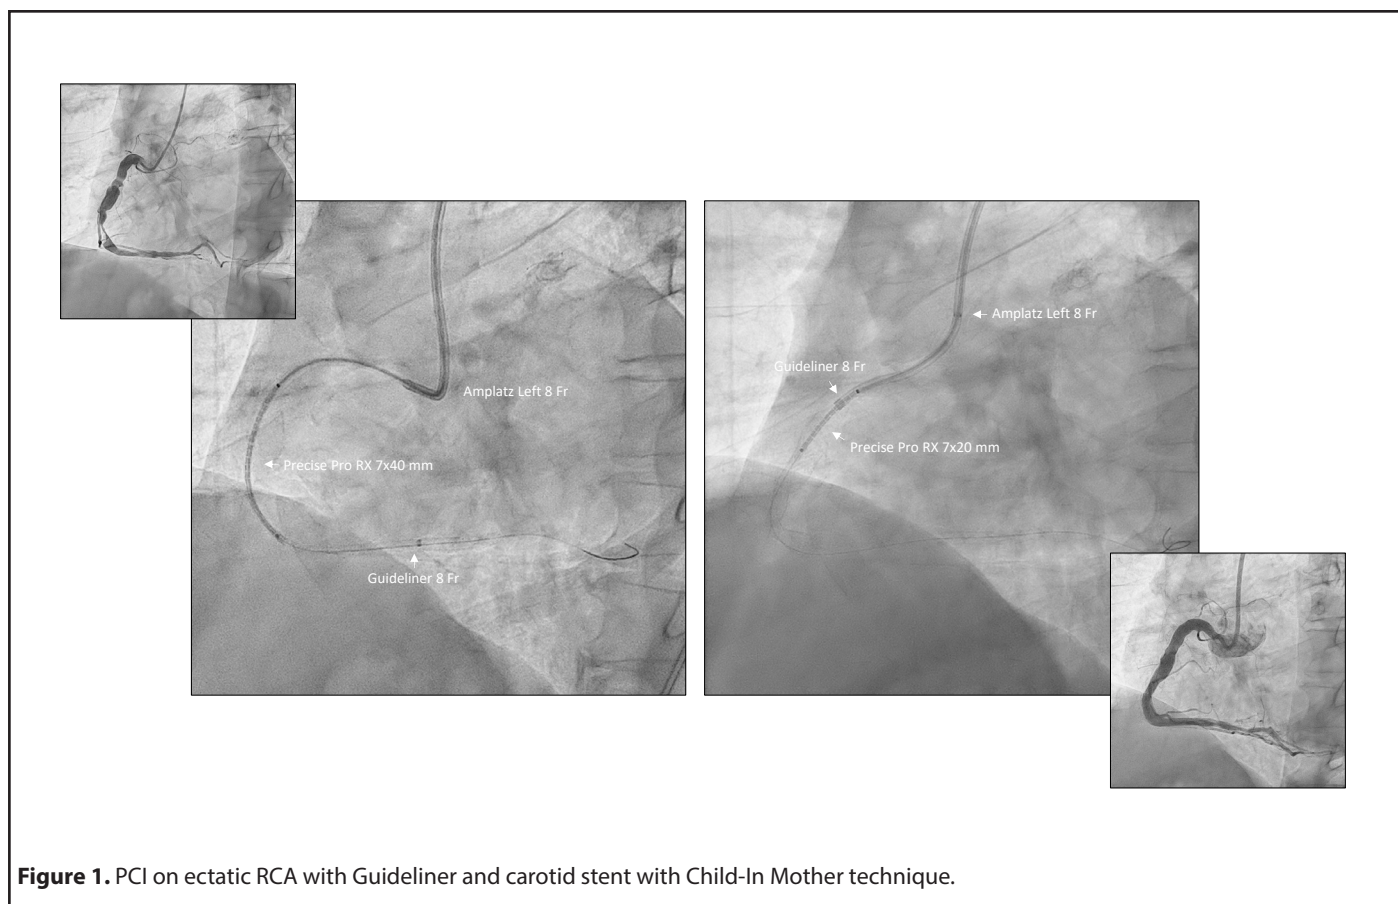 Amplatz Left 8 Fr
Precise Pro RX 7x40 mm
Guideliner 8 Fr
Amplatz Left 8 Fr
Guideliner 8 Fr
Precise Pro RX 7x20 mm
Figure 1. PCI on ectatic RCA with Guideliner and carotid stent with Child-In Mother technique.